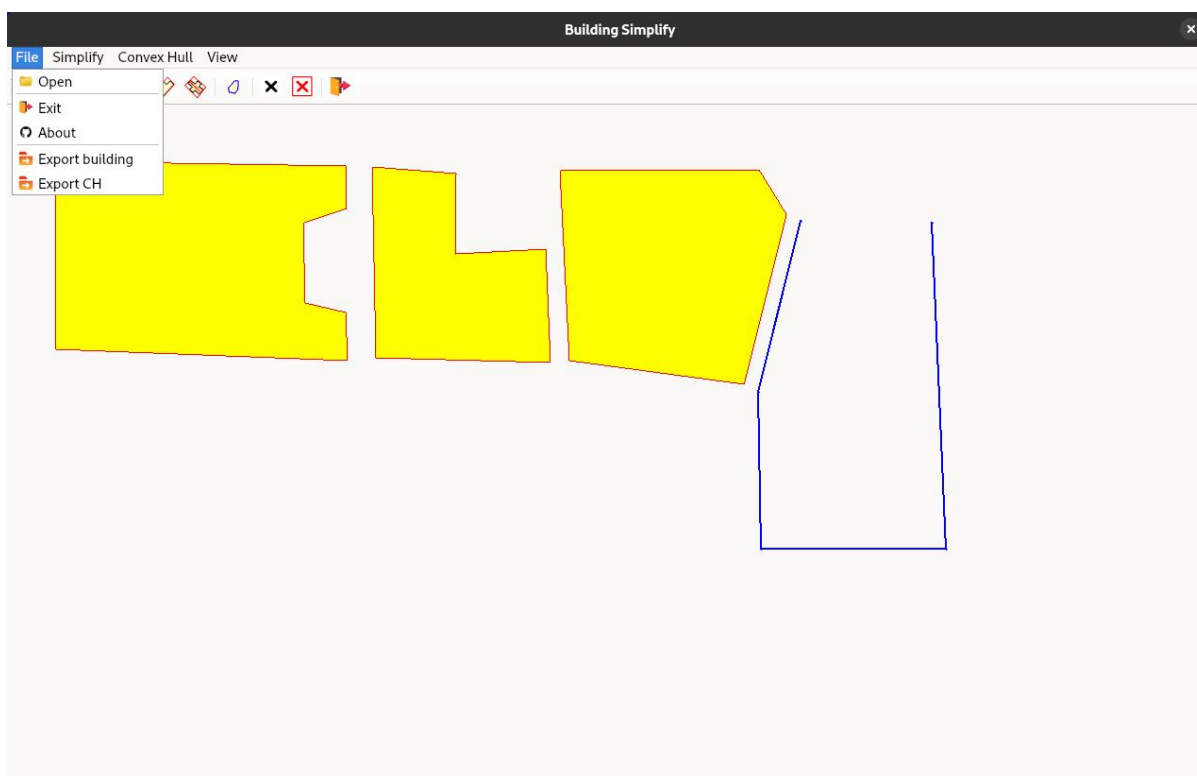 Building Simplify
File Simplify Convex Hull View
Open
Exit
About
Export building
Export CH